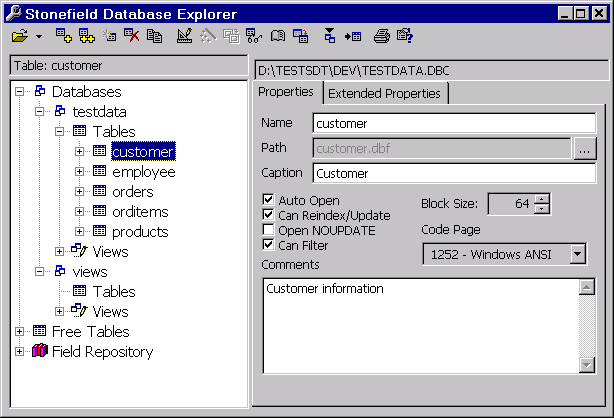 Stonefield Database Explorer
Table: customer
D:\TESTSDT\DEV\TESTDATA.DBC
Databases
testdata
Tables
customer
employee
orders
orditems
products
Views
views
Tables
Views
Free Tables
Field Repository
Properties
Extended Properties
Name
customer
Path
customer.dbf
...
Caption
Customer
Auto Open
Block Size:
64
Can Reindex/Update
Open NOUPDATE
Code Page
Can Filter
1252 - Windows ANSI
Comments
Customer information